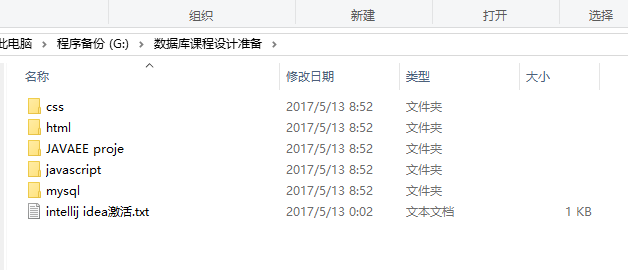 组织 新建 打开 选择
此电脑 程序备份 (G:) 数据库课程设计准备
名称 修改日期 类型 大小
css 2017/5/13 8:52 文件夹
html 2017/5/13 8:52 文件夹
JAVAEE proje 2017/5/13 8:52 文件夹
javascript 2017/5/13 8:52 文件夹
mysql 2017/5/13 8:52 文件夹
intellij idea激活.txt 2017/5/13 0:02 文本文档 1 KB